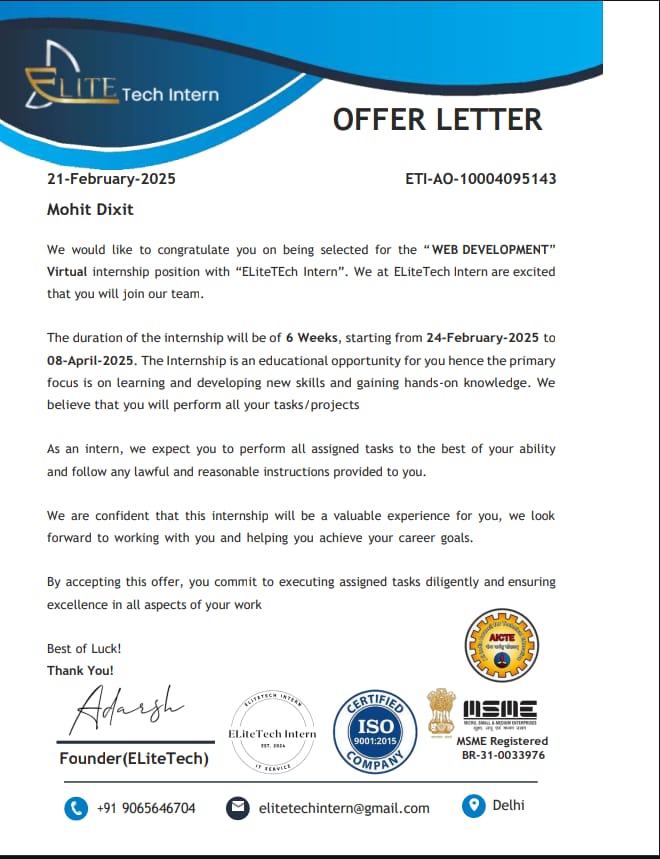 ELITE Tech Intern
OFFER LETTER
21-February-2025
ETI-AO-10004095143
Mohit Dixit
We would like to congratulate you on being selected for the “WEB DEVELOPMENT”
Virtual internship position with “ELiteTEch Intern”. We at ELiteTech Intern are excited
that you will join our team.
The duration of the internship will be of 6 Weeks, starting from 24-February-2025 to
08-April-2025. The Internship is an educational opportunity for you hence the primary
focus is on learning and developing new skills and gaining hands-on knowledge. We
believe that you will perform all your tasks/projects
As an intern, we expect you to perform all assigned tasks to the best of your ability
and follow any lawful and reasonable instructions provided to you.
We are confident that this internship will be a valuable experience for you, we look
forward to working with you and helping you achieve your career goals.
By accepting this offer, you commit to executing assigned tasks diligently and ensuring
excellence in all aspects of your work
Best of Luck!
Thank You!
Adarsh
Founder(ELiteTech)
ELITETECH INTERN
ELiteTech Intern
EST. 2024
IT SERVICE
CERTIFIED
ISO
9001:2015
COMPANY
AICTE
MSME
MICRO, SMALL & MEDIUM ENTERPRISES
MSME Registered
BR-31-0033976
+91 9065646704
elitetechintern@gmail.com
Delhi